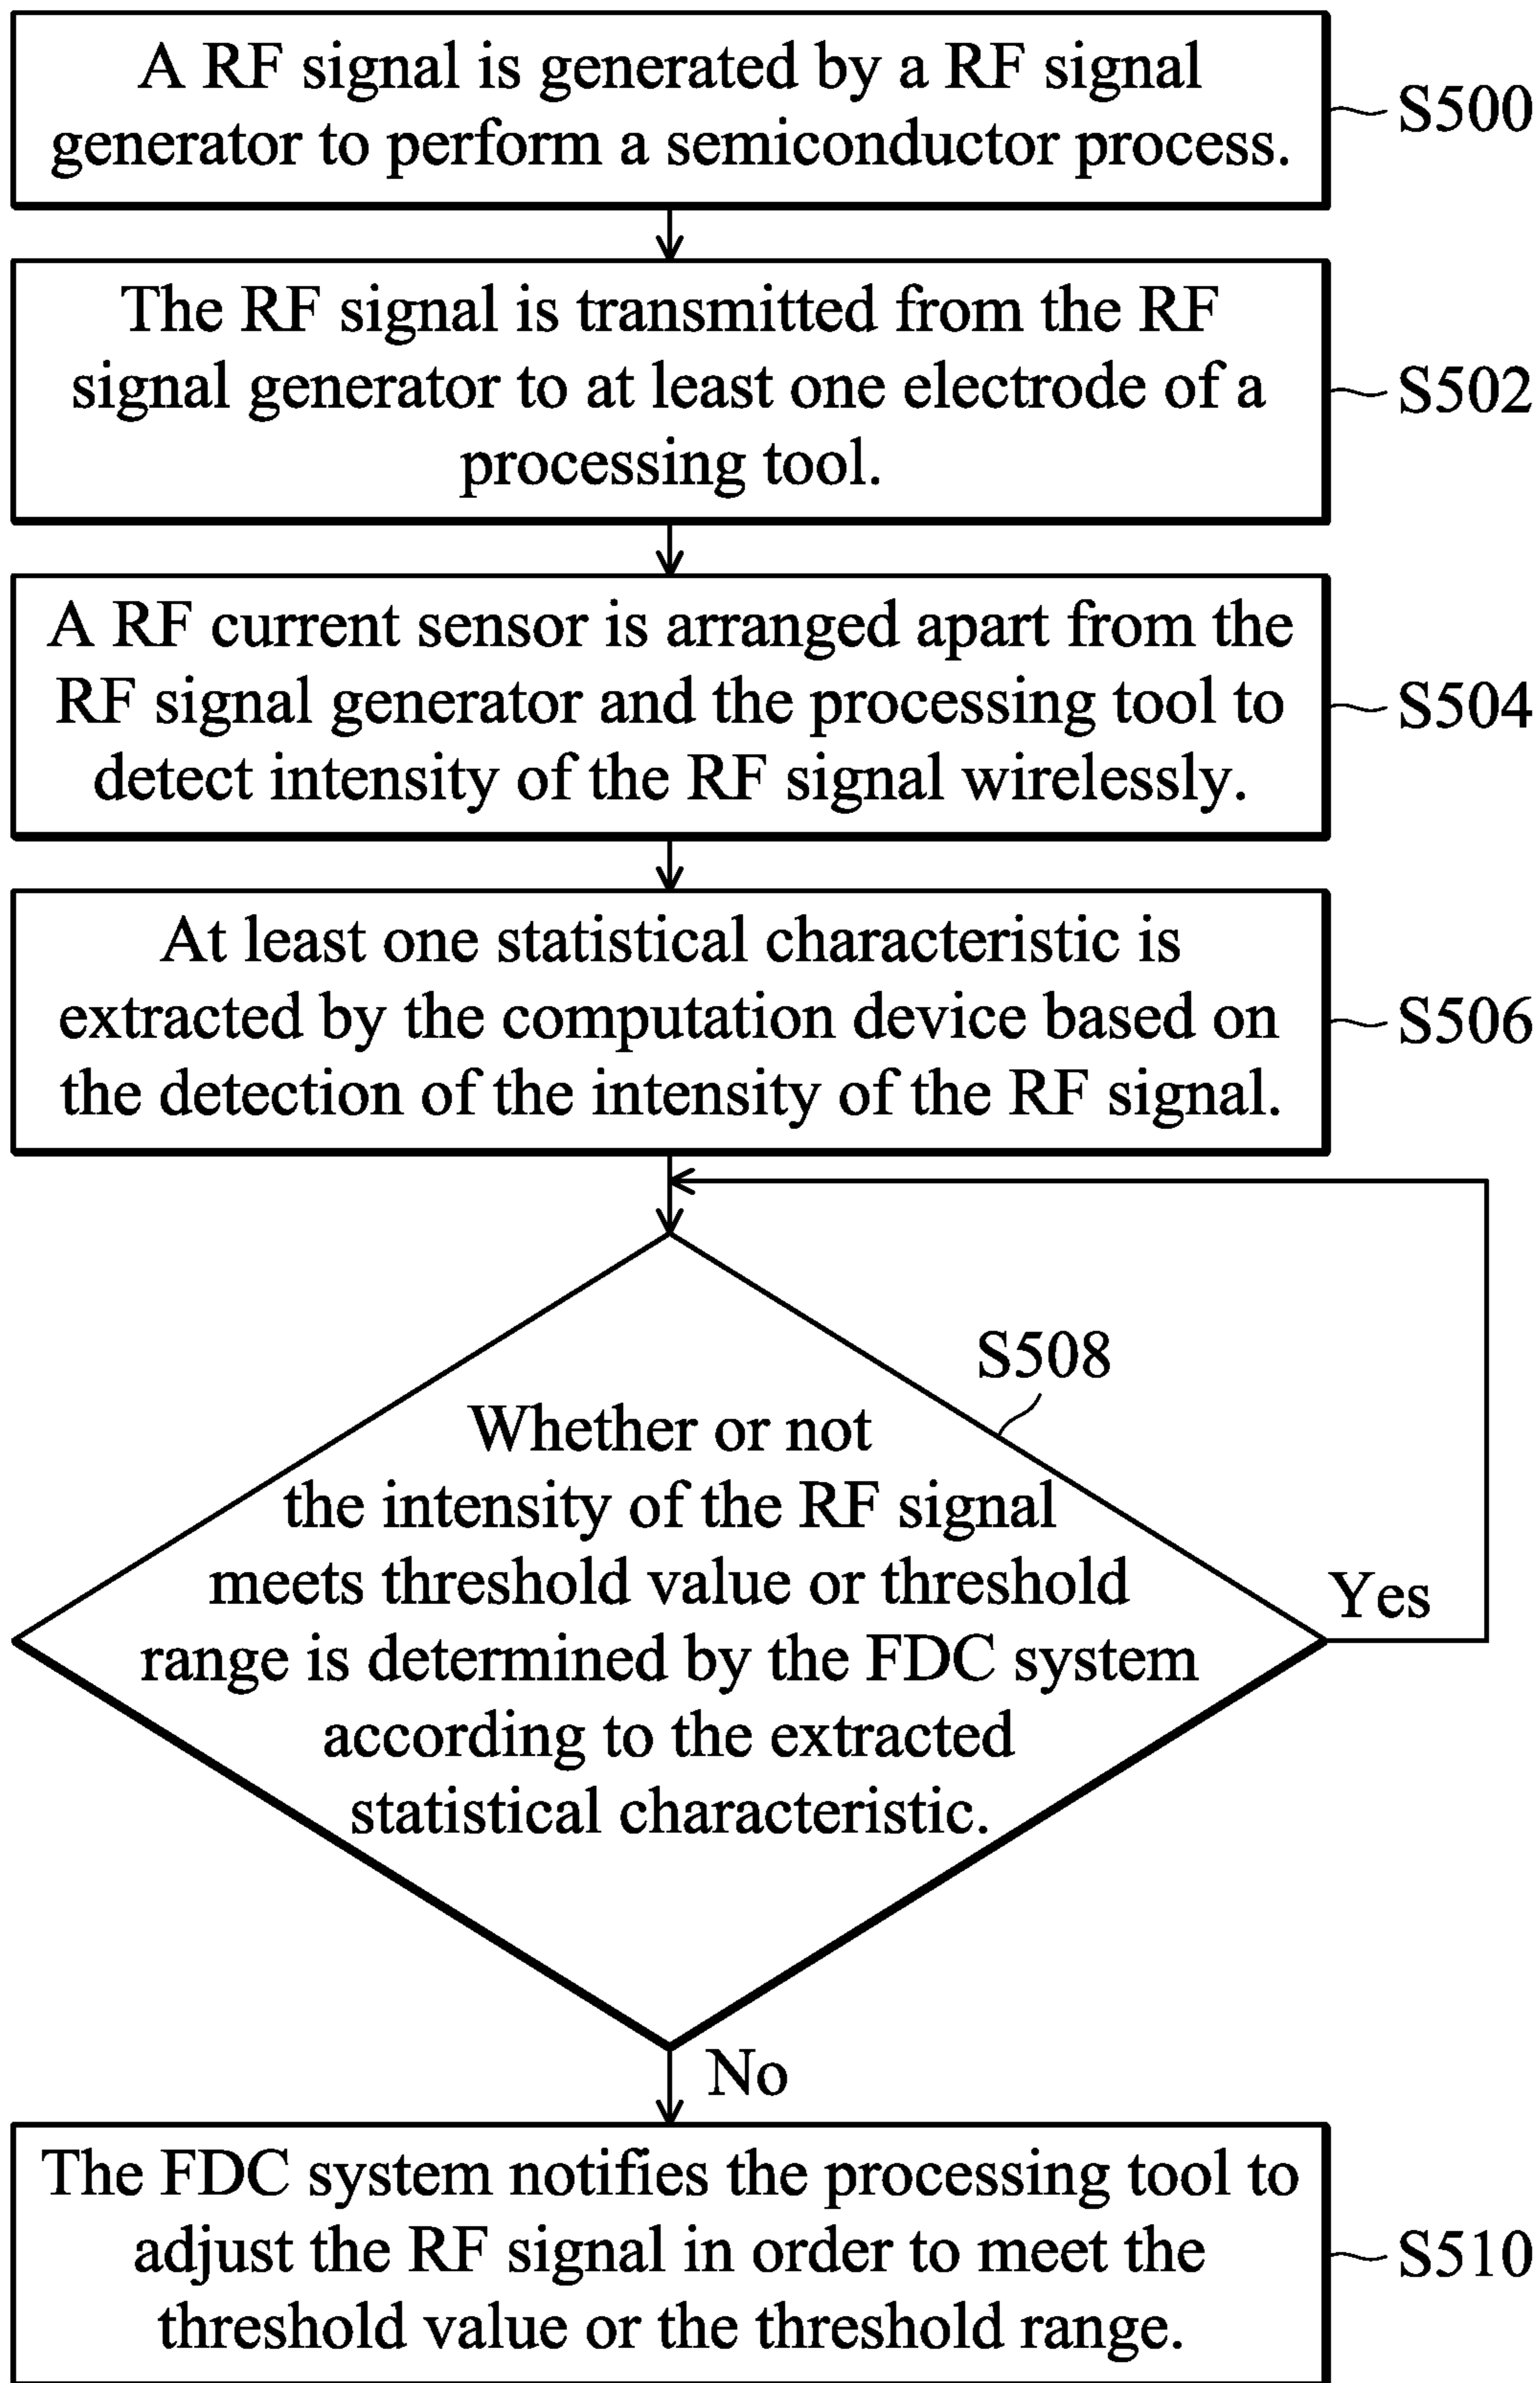 A RF signal is generated by a RF signal
generator to perform a semiconductor process.
S500
The RF signal is transmitted from the RF
signal generator to at least one electrode of a
processing tool.
S502
A RF current sensor is arranged apart from the
RF signal generator and the processing tool to
detect intensity of the RF signal wirelessly.
S504
At least one statistical characteristic is
extracted by the computation device based on
the detection of the intensity of the RF signal.
S506
S508
Whether or not
the intensity of the RF signal
meets threshold value or threshold
range is determined by the FDC system
according to the extracted
statistical characteristic.
Yes
No
The FDC system notifies the processing tool to
adjust the RF signal in order to meet the
threshold value or the threshold range.
S510